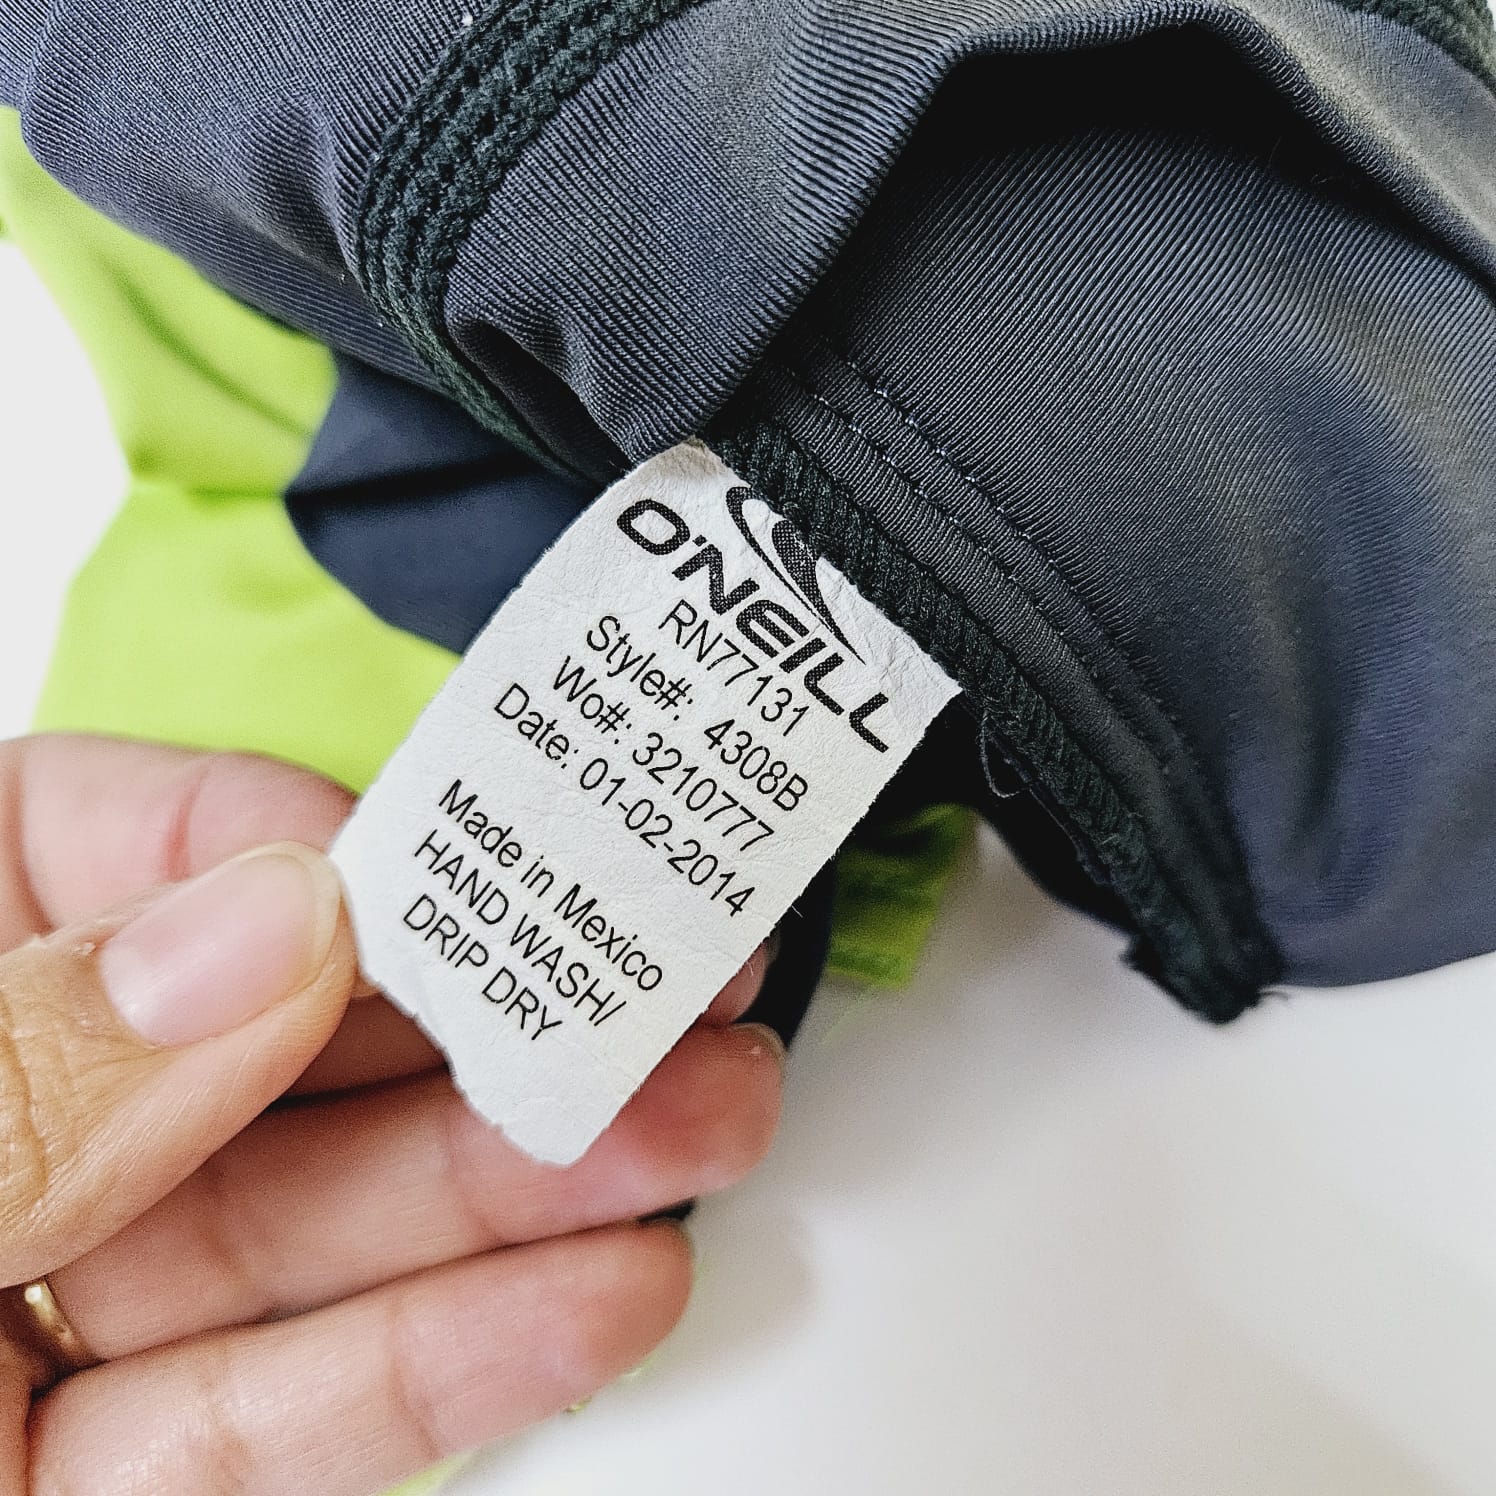 O'NEILL
RN77131
Style#: 4308B
Wo#: 3210777
Date: 01-02-2014
Made in Mexico
HAND WASH/
DRIP DRY